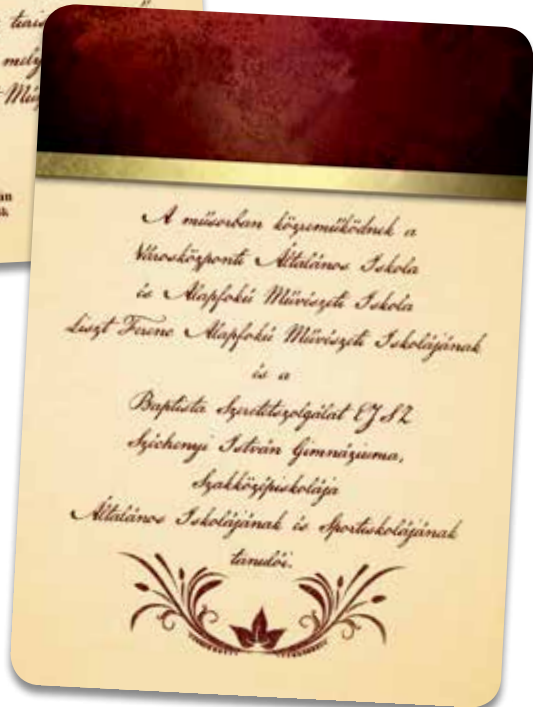 mely
A műsorban közreműködnek a
Városközponti Általános Iskola
és Alapfokú Művészeti Iskola
Liszt Ferenc Alapfokú Művészeti Iskolájának
és a
Baptista Szeretetszolgálat EJSZ
Széchenyi István Gimnáziuma,
Szakközépiskolája
Általános Iskolájának és Sportiskolájának
tanulói.